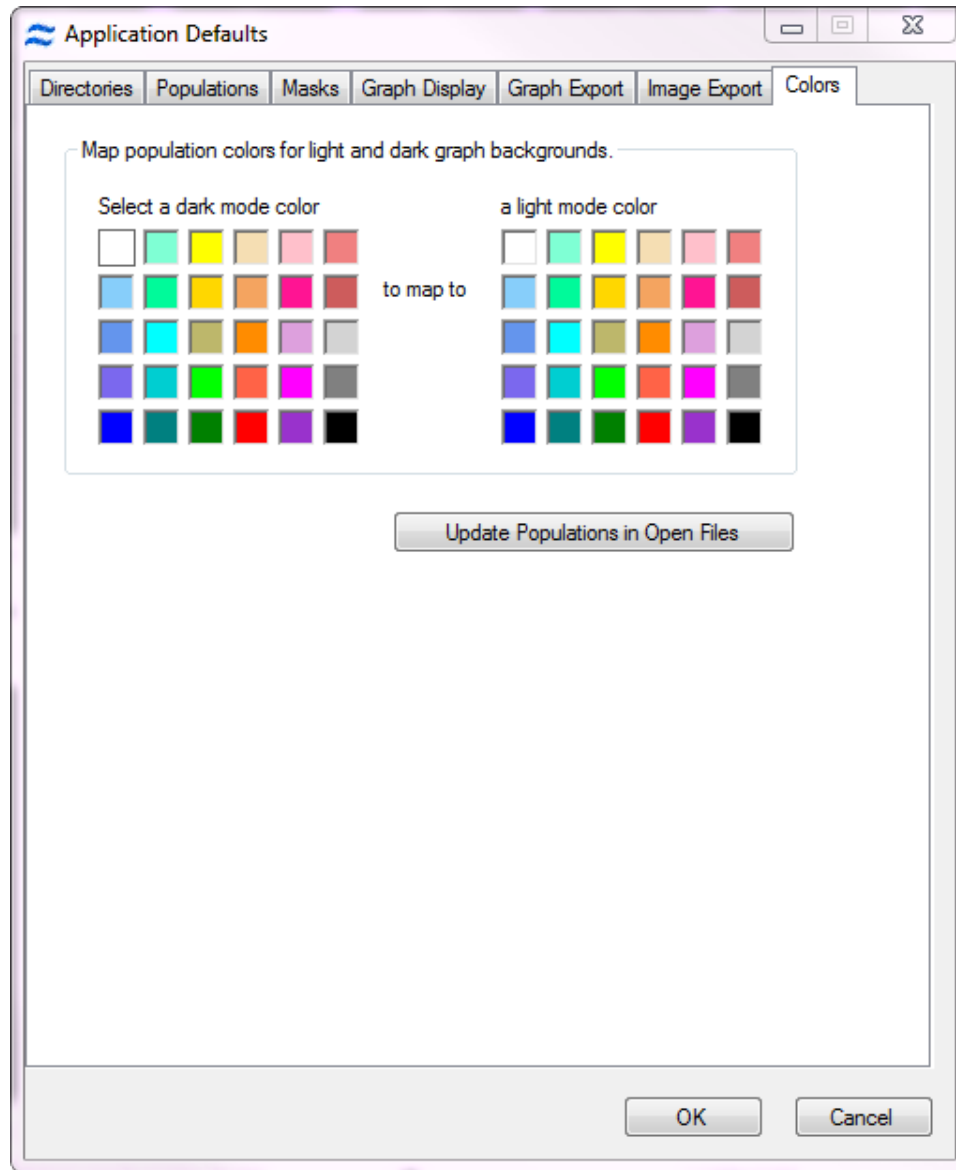 Application Defaults
Directories Populations Masks Graph Display Graph Export Image Export Colors
Map population colors for light and dark graph backgrounds.
Select a dark mode color a light mode color
to map to
Update Populations in Open Files
OK Cancel